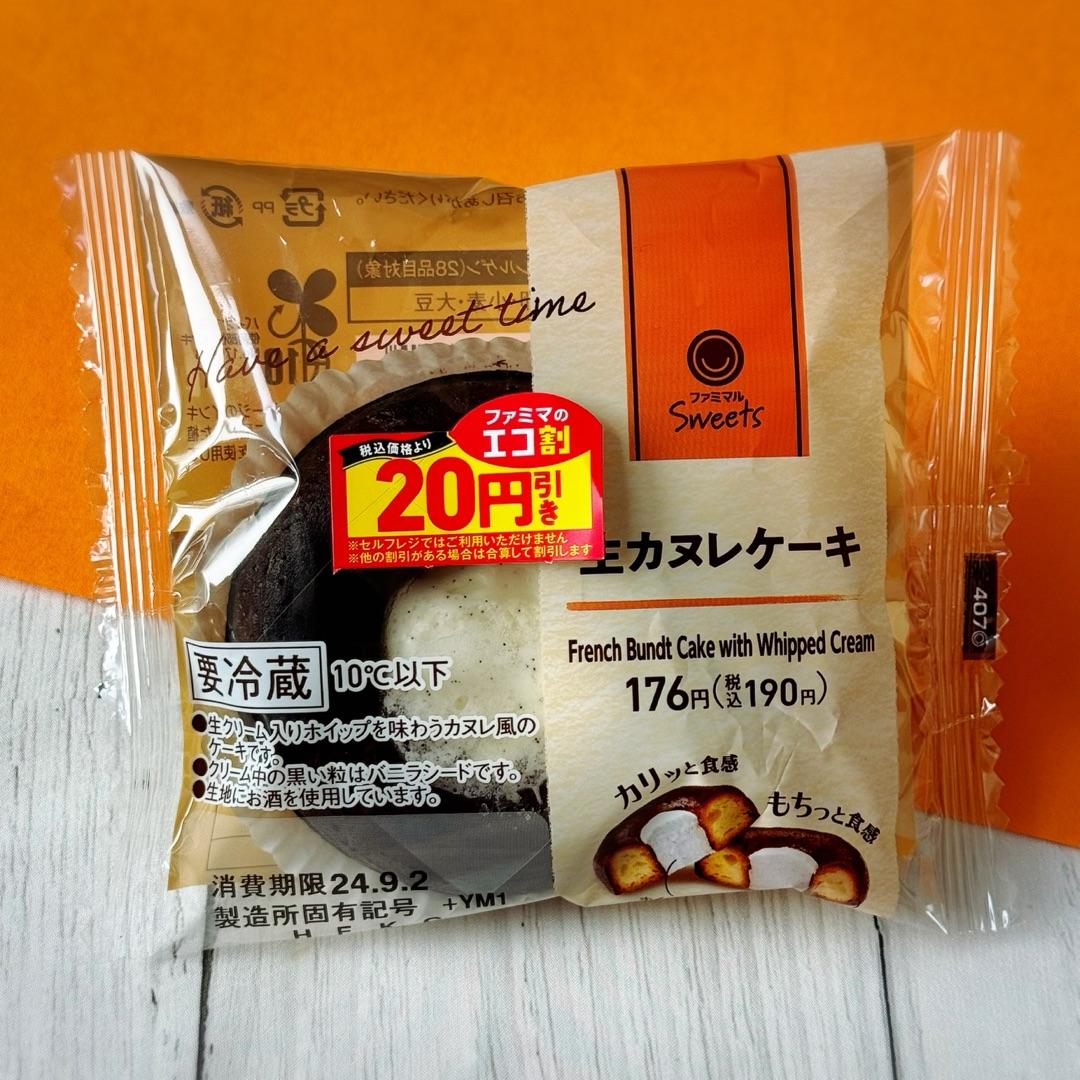 Have a sweet time
ファミマル
Sweets
ファミマの
エコ割
税込価格より
20円引き
※セルフレジではご利用いただけません
※他の割引がある場合は合算して割引します
生カヌレケーキ
French Bundt Cake with Whipped Cream
176円(税込190円)
カリッと食感
もちっと食感
要冷蔵 10℃以下
●生クリーム入りホイップを味わうカヌレ風の
ケーキです。
●クリーム中の黒い粒はバニラシードです。
●生地にお酒を使用しています。
消費期限24.9.2
製造所固有記号 +YM1
407
PP